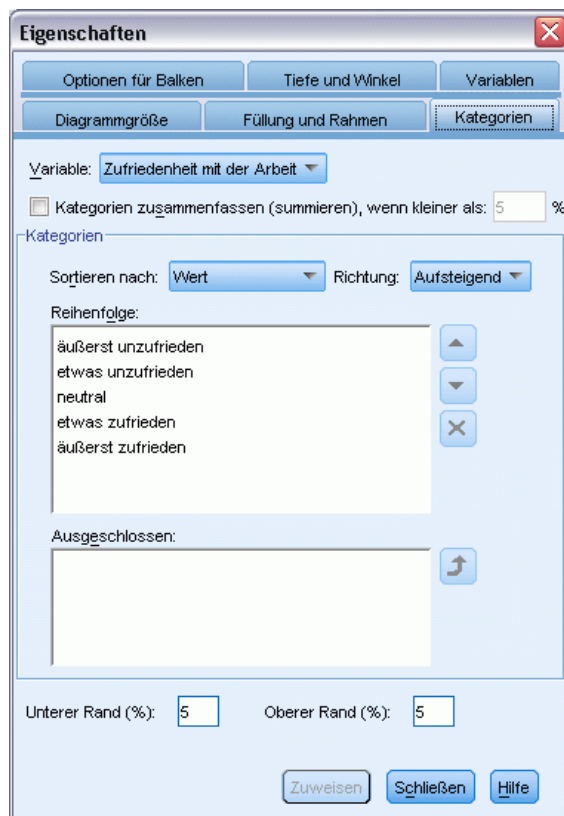 Eigenschaften
Optionen für Balken Tiefe und Winkel Variablen
Diagrammgröße Füllung und Rahmen Kategorien
Variable: Zufriedenheit mit der Arbeit
Kategorien zusammenfassen (summieren), wenn kleiner als: 5 %
Kategorien
Sortieren nach: Wert Richtung: Aufsteigend
Reihenfolge:
äußerst unzufrieden
etwas unzufrieden
neutral
etwas zufrieden
äußerst zufrieden
Ausgeschlossen:
Unterer Rand (%): 5 Oberer Rand (%): 5
Zuweisen Schließen Hilfe